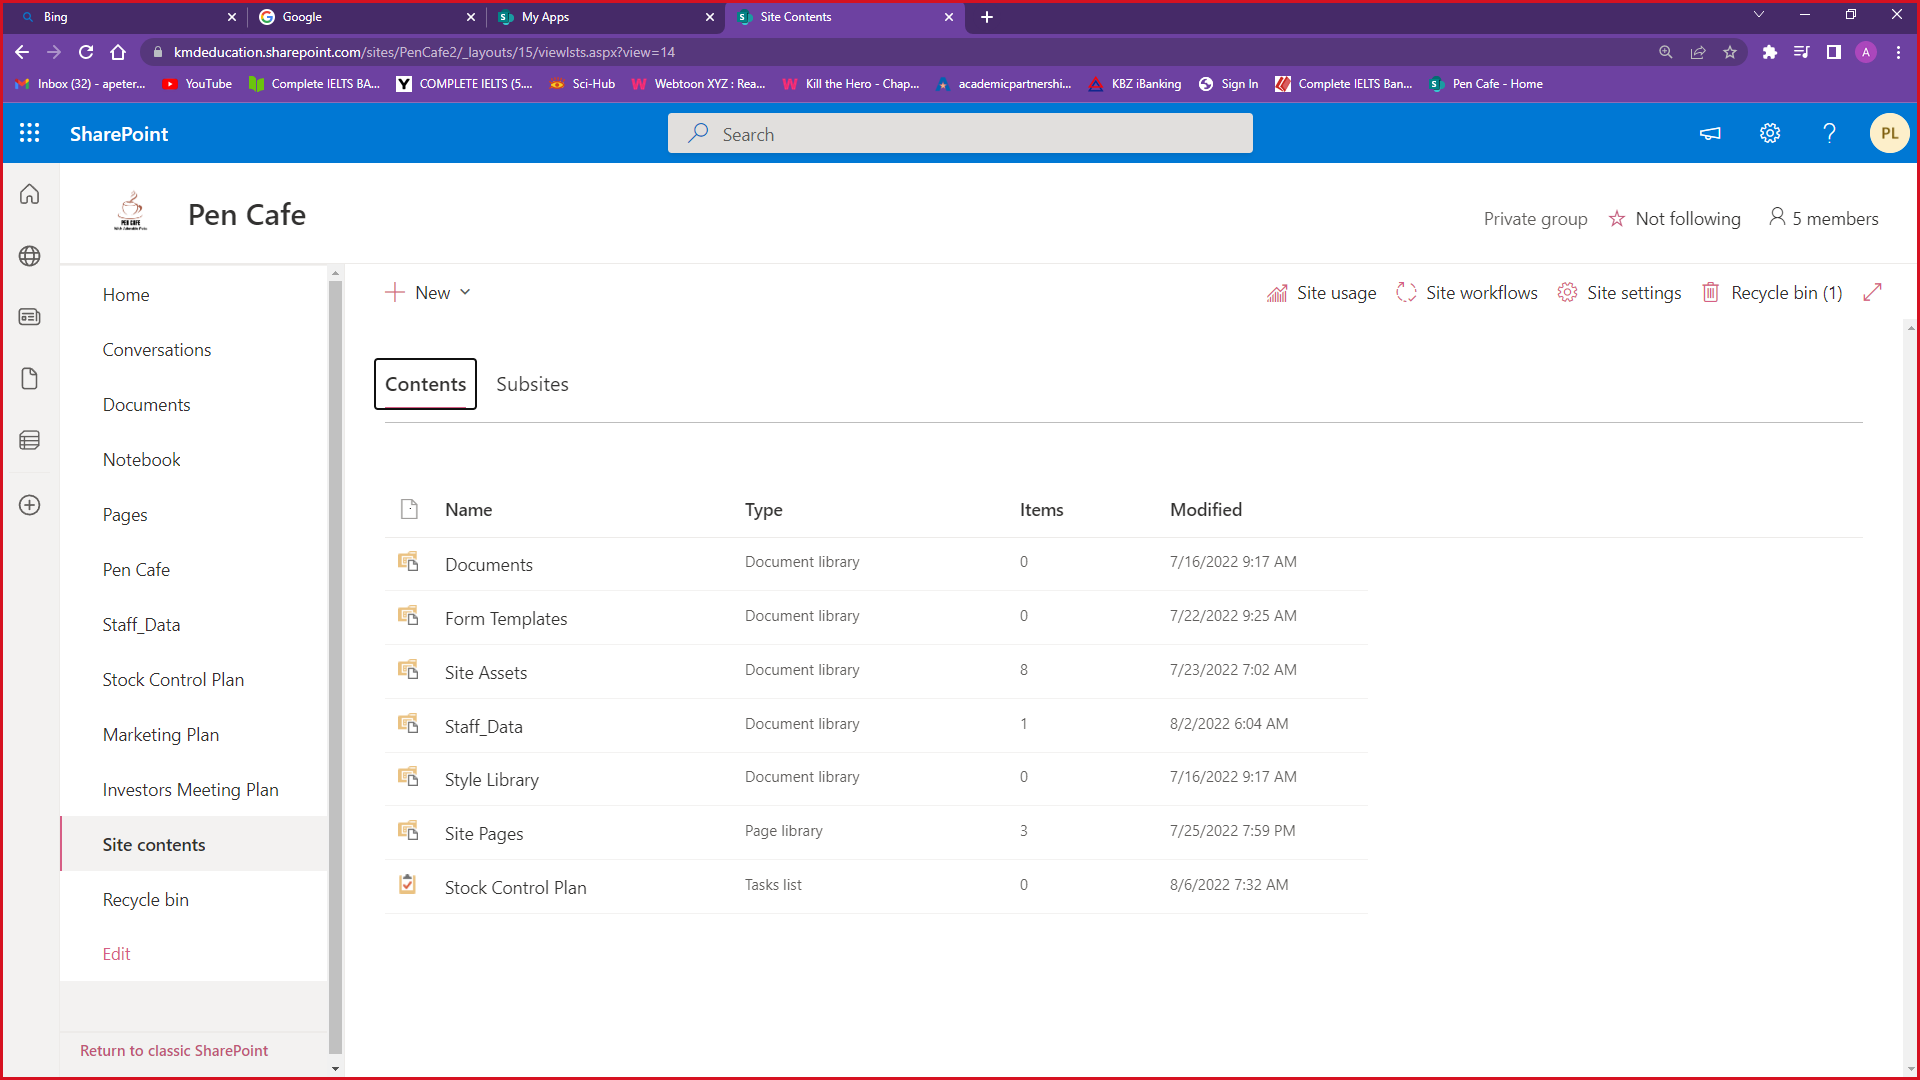 Bing
Google
My Apps
Site Contents
kmdeducation.sharepoint.com/sites/PenCafe2/_layouts/15/viewlsts.aspx?view=14
A
Inbox (32) - apeter...
YouTube
Complete IELTS BA...
Y COMPLETE IELTS (5....
Sci-Hub
Webtoon XYZ : Rea...
Kill the Hero - Chap...
academicpartnershi...
KBZ iBanking
Sign In
Complete IELTS Ban...
Pen Cafe - Home
SharePoint
Search
PL
PEN CAFE
Pen Cafe
Private group
Not following
5 members
Home
Conversations
Documents
Notebook
Pages
Pen Cafe
Staff_Data
Stock Control Plan
Marketing Plan
Investors Meeting Plan
Site contents
Recycle bin
Edit
Return to classic SharePoint
New
Site usage
Site workflows
Site settings
Recycle bin (1)
Contents
Subsites
Name Type Items Modified
Documents Document library 0 7/16/2022 9:17 AM
Form Templates Document library 0 7/22/2022 9:25 AM
Site Assets Document library 8 7/23/2022 7:02 AM
Staff_Data Document library 1 8/2/2022 6:04 AM
Style Library Document library 0 7/16/2022 9:17 AM
Site Pages Page library 3 7/25/2022 7:59 PM
Stock Control Plan Tasks list 0 8/6/2022 7:32 AM